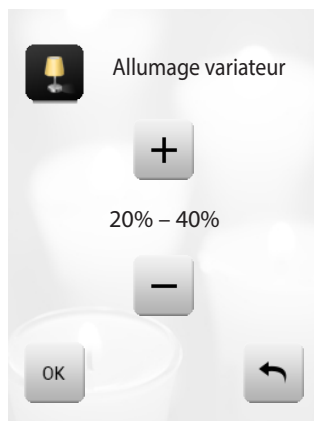 Allumage variateur
+
20% – 40%
—
OK